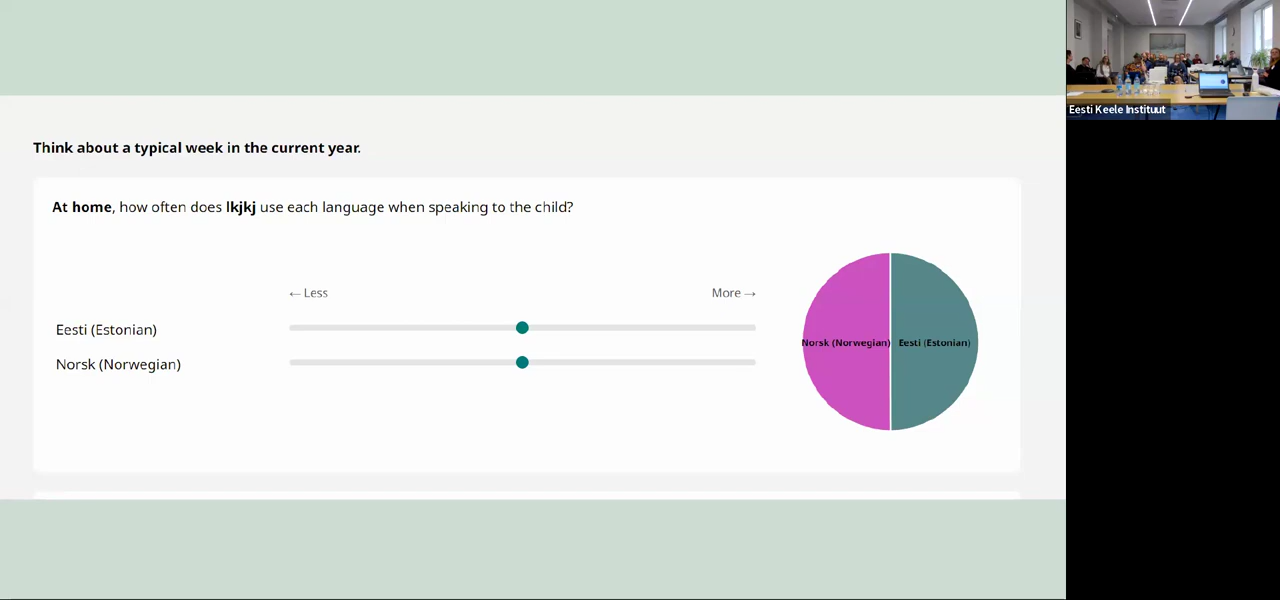 Think about a typical week in the current year.
At home, how often does lkjkj use each language when speaking to the child?
← Less
More →
Eesti (Estonian)
Norsk (Norwegian)
Norsk (Norwegian)
Eesti (Estonian)
Eesti Keele Instituut